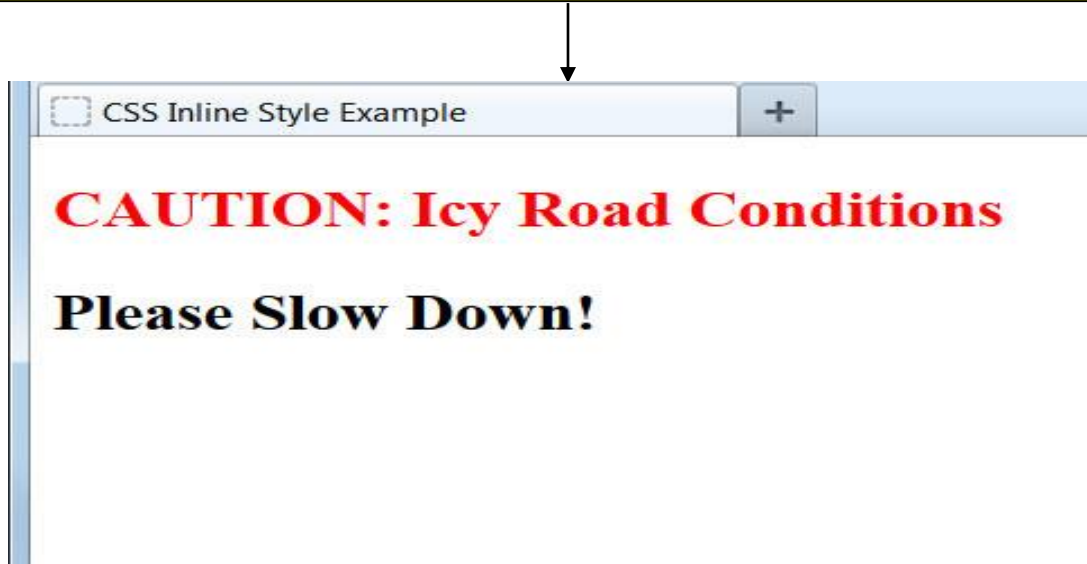 CSS Inline Style Example
CAUTION: Icy Road Conditions
Please Slow Down!